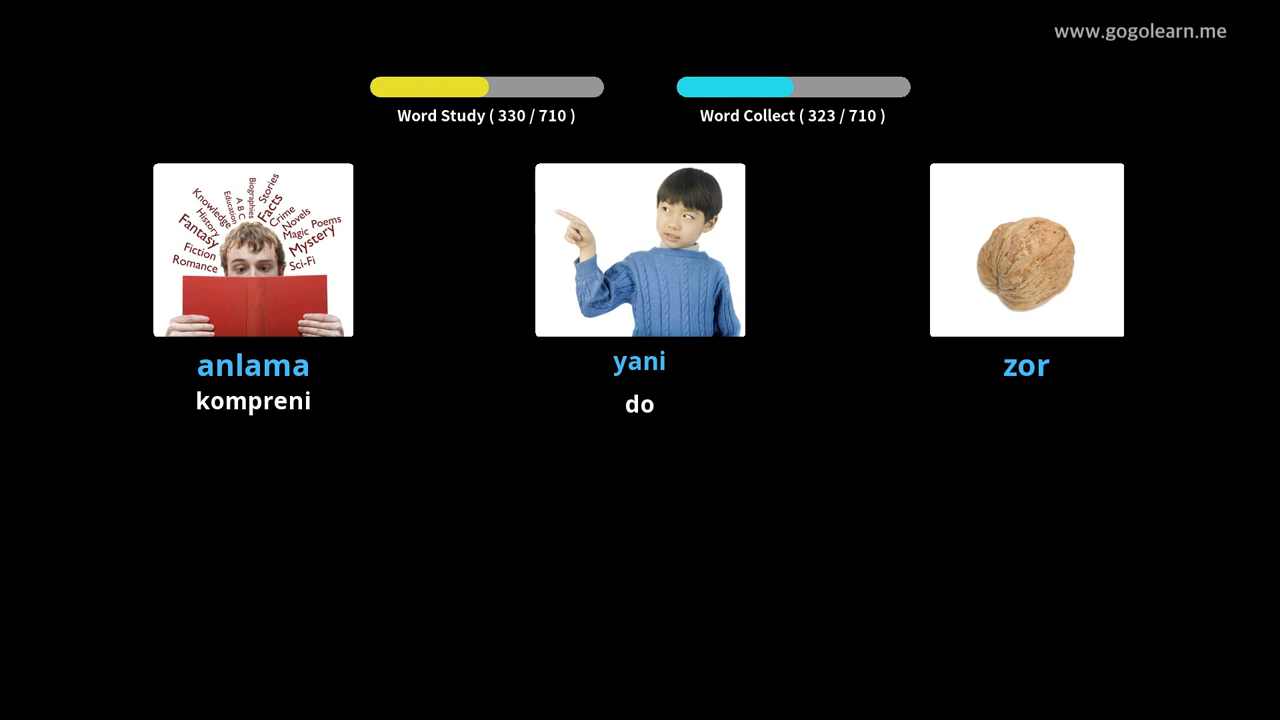 www.gogolearn.me
Word Study ( 330 / 710 )
Word Collect ( 323 / 710 )
Knowledge
History
Fantasy
Fiction
Romance
Education
A B C
Biographies
Stories
Facts
Crime
Novels
Magic
Poems
Mystery
Sci-Fi
anlama
kompreni
yani
do
zor